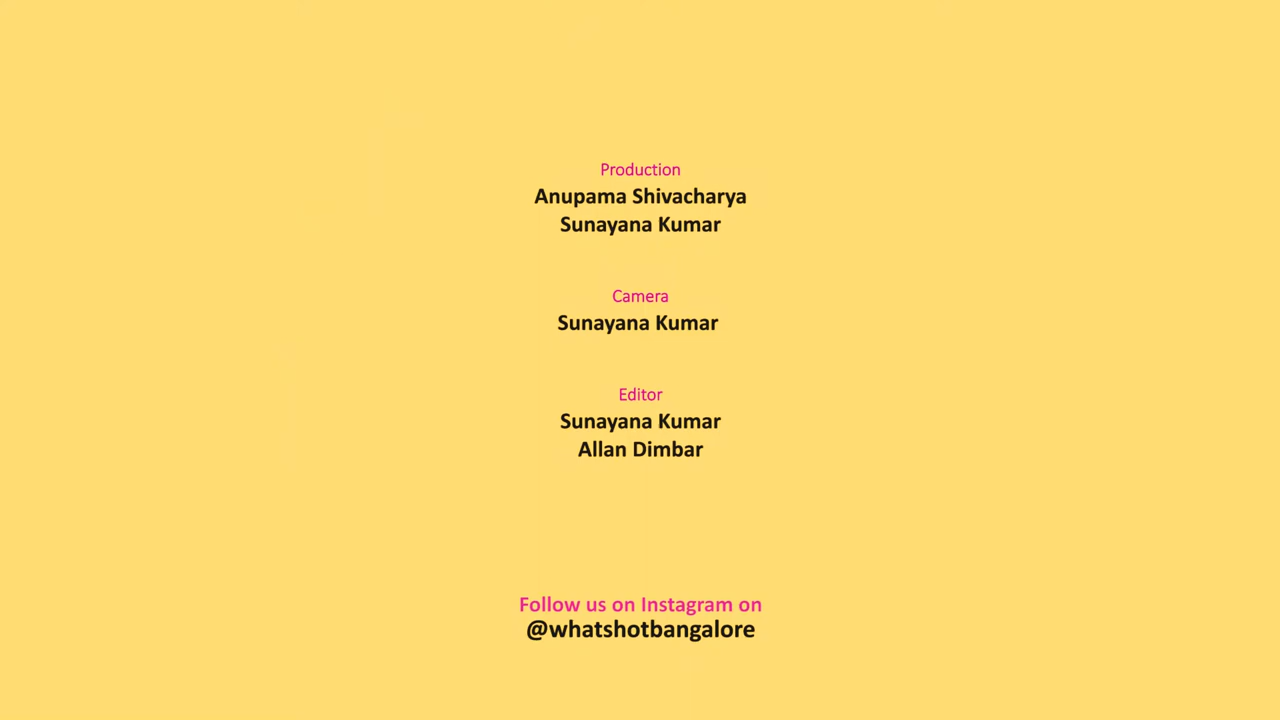 Production
Anupama Shivacharya
Sunayana Kumar
Camera
Sunayana Kumar
Editor
Sunayana Kumar
Allan Dimbar
Follow us on Instagram on
@whatshotbangalore